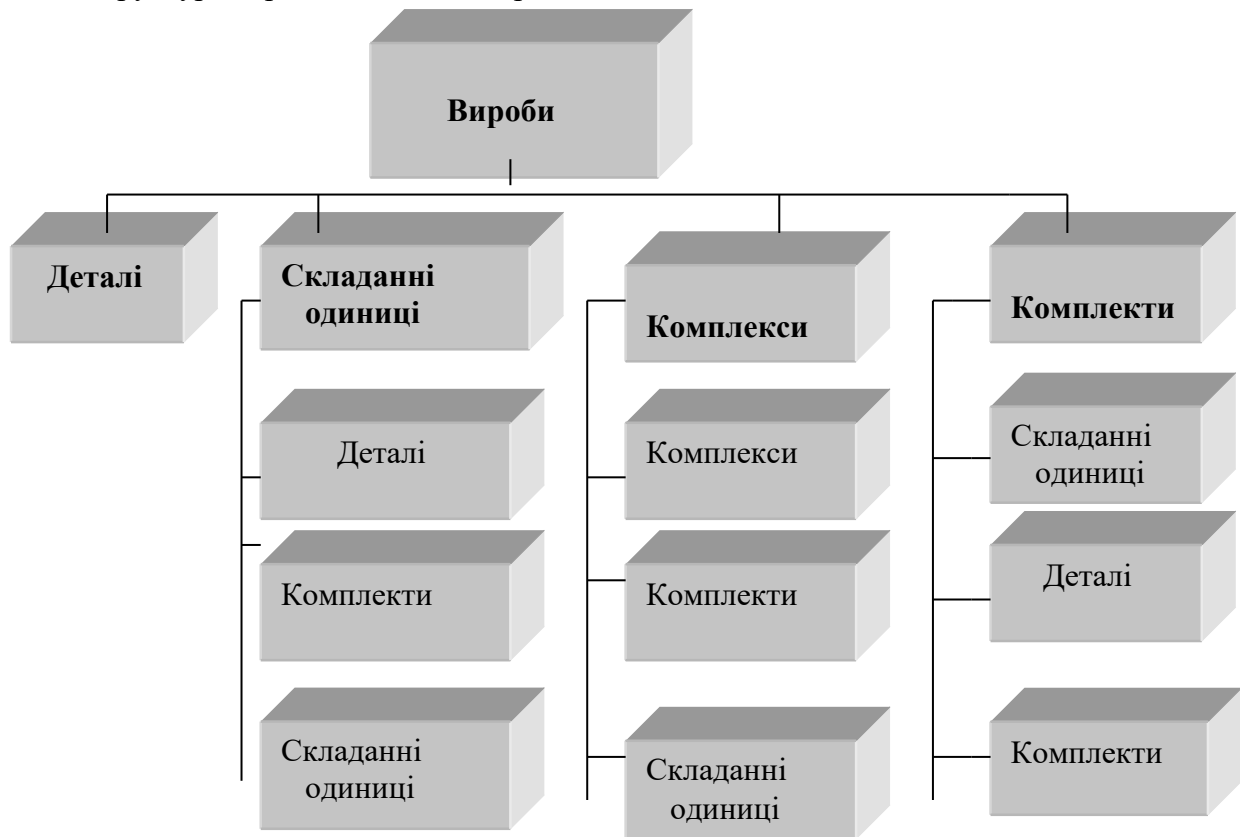 Вироби
Деталі
Складанні
одиниці
Комплекси
Комплекти
Деталі
Комплекти
Складанні
одиниці
Комплекси
Комплекти
Складанні
одиниці
Складанні
одиниці
Деталі
Комплекти